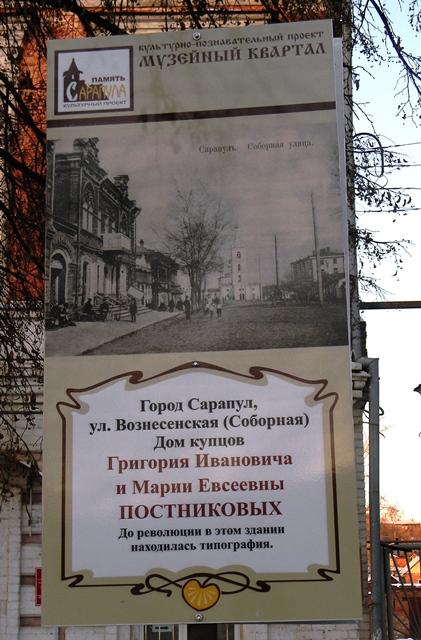 ПАМЯТЬ
САРАПУЛА
КУЛЬТУРНЫЙ ПРОЕКТ
КУЛЬТУРНО-ПОЗНАВАТЕЛЬНЫЙ ПРОЕКТ
МУЗЕЙНЫЙ КВАРТАЛ
Сарапулъ. Соборная улица.
Город Сарапул,
ул. Вознесенская (Соборная)
Дом купцов
Григория Ивановича
и Марии Евсеевны
ПОСТНИКОВЫХ
До революции в этом здании
находилась типография.